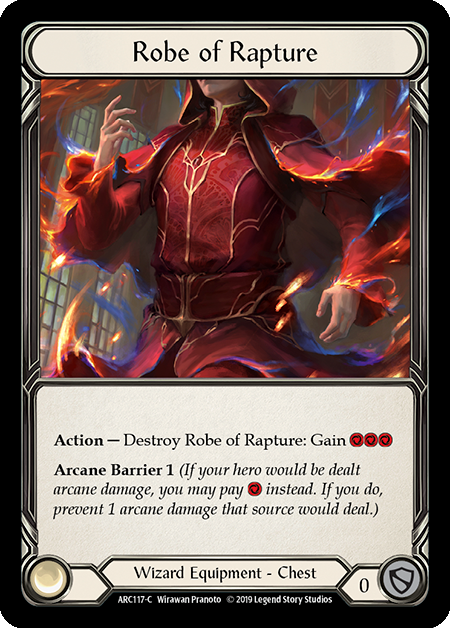 Robe of Rapture
Action — Destroy Robe of Rapture: Gain
Arcane Barrier 1 (If your hero would be dealt
arcane damage, you may pay instead. If you do,
prevent 1 arcane damage that source would deal.)
Wizard Equipment - Chest
0
ARC117-C Wirawan Pranoto © 2019 Legend Story Studios